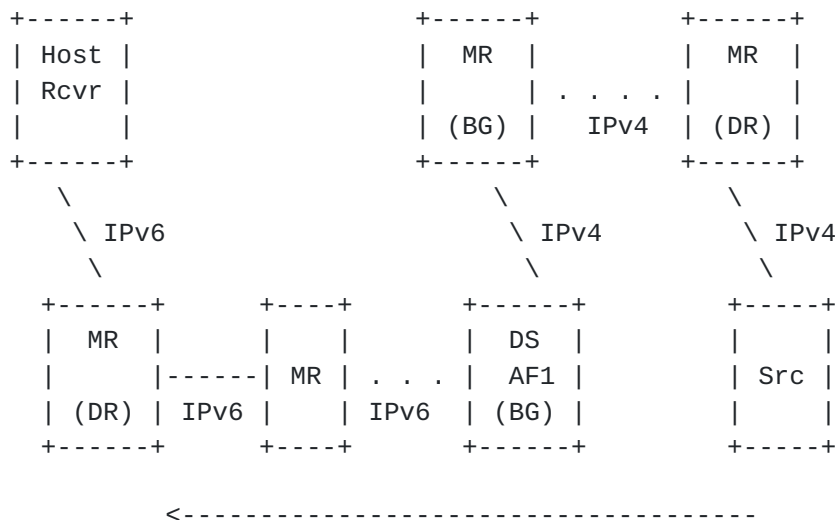 Host MR MR
Rcvr . . . .
(BG) IPv4 (DR)
IPv6 IPv4 IPv4
MR DS
MR . . . AF1 Src
(DR) IPv6 IPv6 (BG)